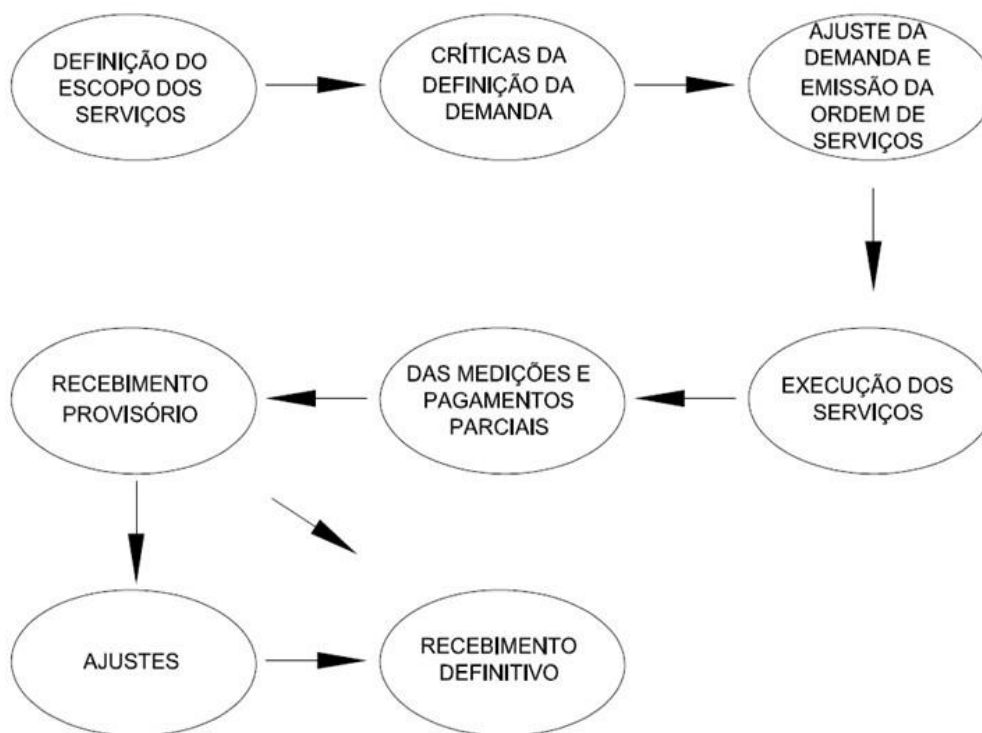 DEFINIÇÃO DO
ESCOPO DOS
SERVIÇOS
CRÍTICAS DA
DEFINIÇÃO DA
DEMANDA
AJUSTE DA
DEMANDA E
EMISSÃO DA
ORDEM DE
SERVIÇOS
EXECUÇÃO DOS
SERVIÇOS
DAS MEDIÇÕES E
PAGAMENTOS
PARCIAIS
RECEBIMENTO
PROVISÓRIO
AJUSTES
RECEBIMENTO
DEFINITIVO